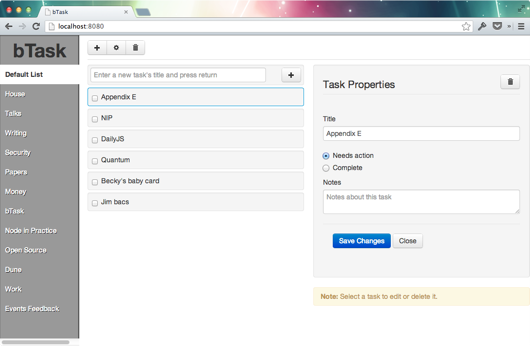 bTask
localhost:8080
bTask
Default List
House
Talks
Writing
Security
Papers
Money
bTask
Node in Practice
Open Source
Dune
Work
Events Feedback
Enter a new task's title and press return
Appendix E
NIP
DailyJS
Quantum
Becky's baby card
Jim bacs
Task Properties
Title
Appendix E
Needs action
Complete
Notes
Notes about this task
Save Changes Close
Note: Select a task to edit or delete it.